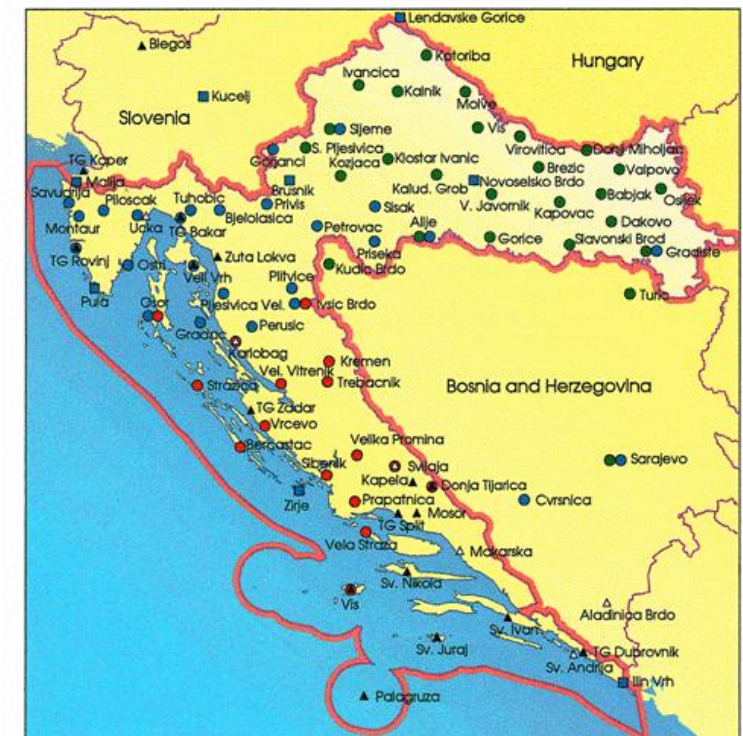 Lendavske Gorice
Blegos
Kotoriba
Hungary
Ivancica
Kalnik
Molve
Kucelj
Slovenia
Sljeme
Vis
Virovitica
Donji Miholjac
Gorjanci
S. Pljesivica
Kozjaca
Klostar Ivanic
Brezic
Valpovo
TG Kaper
Malija
Brusnik
Kalud. Grob
Novoselsko Brdo
Osijek
Savudrija
Piloscak
Tuhobic
Privis
Sisak
V. Javornik
Babjak
Kapovac
Montaur
Ucka
TG Bakar
Bjelolasica
Petrovac
Alije
Dakovo
Priseka
Gorice
Slavonski Brod
Gradiste
TG Rovinj
Ostri
Veli Vrh
Zuta Lokva
Kudic Brdo
Plitvice
Pula
Osor
Pljesivica Vel.
Ivsic Brdo
Turic
Gradac
Perusic
Karlobag
Kremen
Vel. Vitrenik
Trebacnik
Strazica
Bosnia and Herzegovina
TG Zadar
Vrcevo
Bercastac
Velika Promina
Sibenik
Svilaja
Sarajevo
Kapela
Donja Tijarica
Zirje
Prapatnica
Mosor
Cvrsnica
TG Split
Vela Straza
Makarska
Sv. Nikola
Vis
Aladinica Brdo
Sv. Ivan
Sv. Juraj
TG Dubrovnik
Sv. Andrija
Ilin Vrh
Palagruza